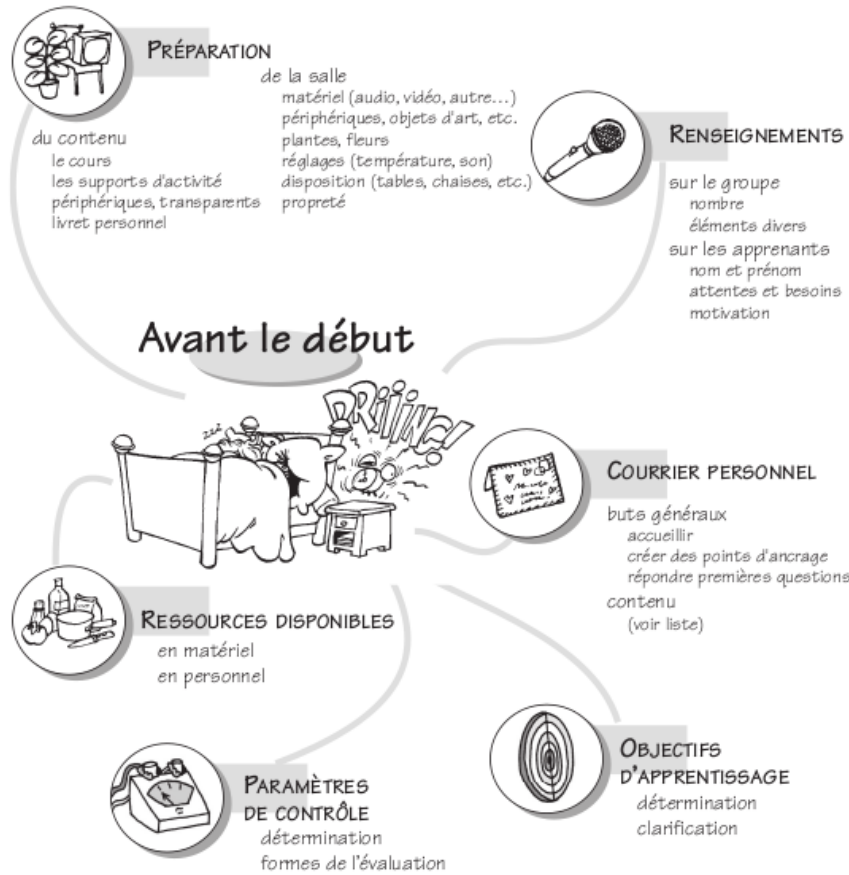 PRÉPARATION
du contenu
le cours
les supports d'activité
périphériques, transparents
livret personnel
de la salle
matériel (audio, vidéo, autre...)
périphériques, objets d'art, etc.
plantes, fleurs
réglages (température, son)
disposition (tables, chaises, etc.)
propreté
RENSEIGNEMENTS
sur le groupe
nombre
éléments divers
sur les apprenants
nom et prénom
attentes et besoins
motivation
Avant le début
zzz
DRIIING!
COURRIER PERSONNEL
buts généraux
accueillir
créer des points d'ancrage
répondre premières questions
contenu
(voir liste)
RESSOURCES DISPONIBLES
en matériel
en personnel
OBJECTIFS
D'APPRENTISSAGE
détermination
clarification
PARAMÈTRES
DE CONTRÔLE
détermination
formes de l'évaluation